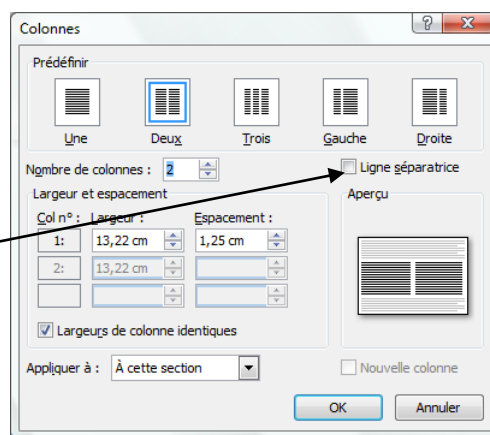 Colonnes
Prédéfinir
Une Deux Trois Gauche Droite
Nombre de colonnes : 2 Ligne séparatrice
Largeur et espacement Aperçu
Col n° : Largeur : Espacement :
1: 13,22 cm 1,25 cm
2: 13,22 cm
Largeurs de colonne identiques
Appliquer à : À cette section Nouvelle colonne
OK Annuler